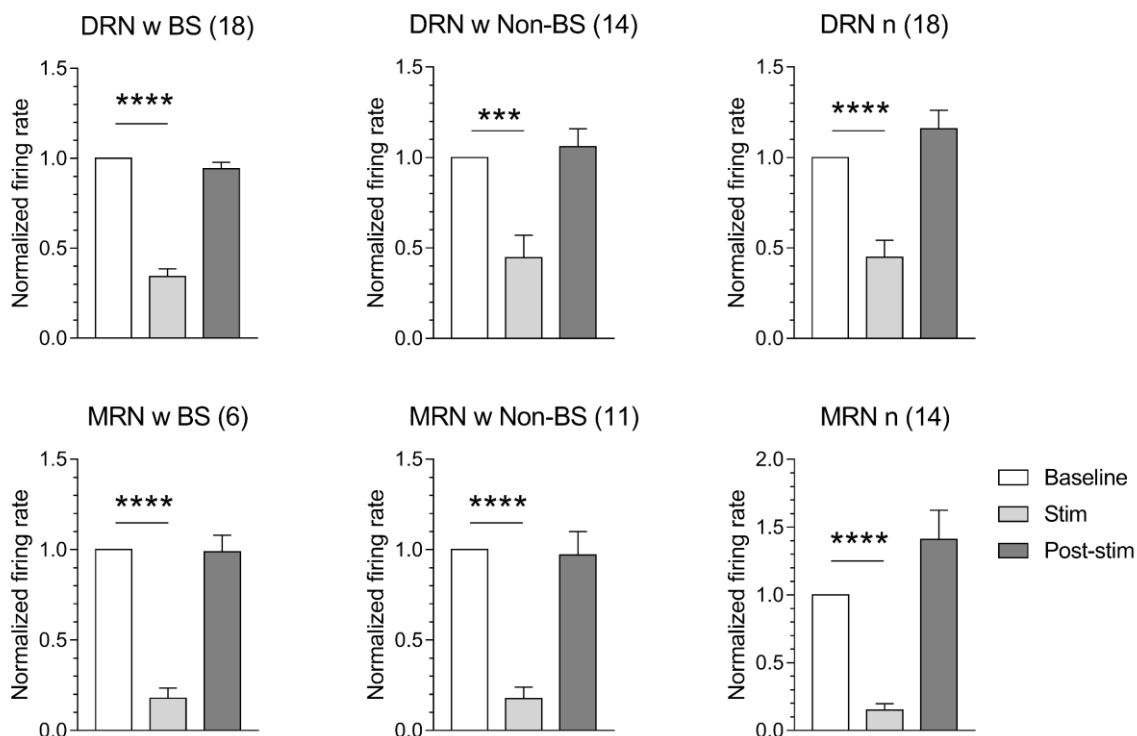 DRN w BS (18)
Normalized firing rate
1.5
1.0
0.5
0.0
****
DRN w Non-BS (14)
Normalized firing rate
1.5
1.0
0.5
0.0
***
DRN n (18)
Normalized firing rate
1.5
1.0
0.5
0.0
****
MRN w BS (6)
Normalized firing rate
1.5
1.0
0.5
0.0
****
MRN w Non-BS (11)
Normalized firing rate
1.5
1.0
0.5
0.0
****
MRN n (14)
Normalized firing rate
2.0
1.5
1.0
0.5
0.0
****
Baseline
Stim
Post-stim